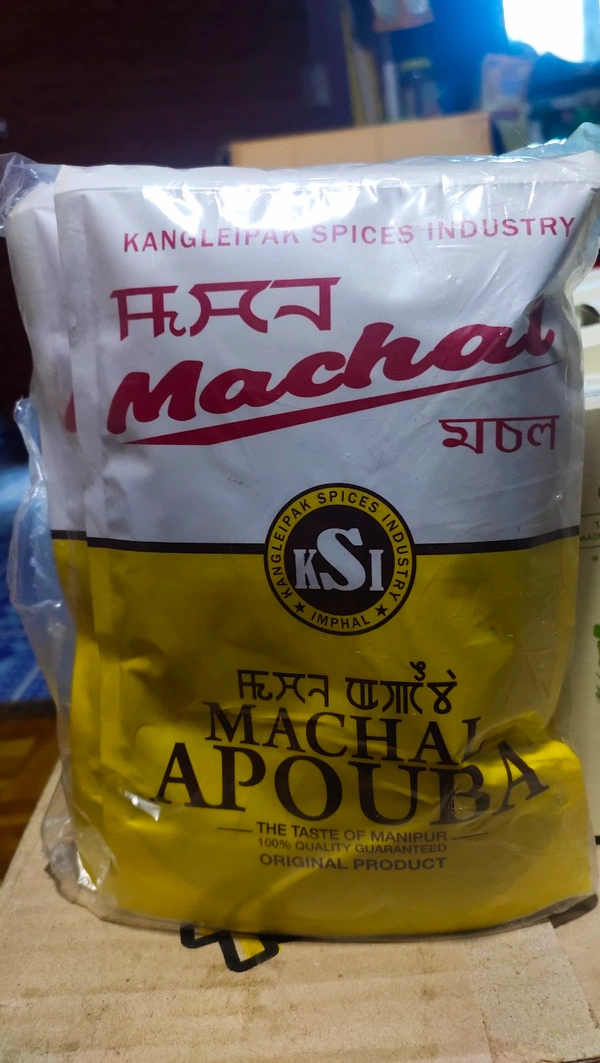 KANGLEIPAK SPICES INDUSTRY
ꯃꯆꯜ
Machal
মচল
KANGLEIPAK SPICES INDUSTRY
KSI
IMPHAL
ꯃꯆꯜ ꯑꯄꯧꯕꯥ
MACHAL
APOUBA
THE TASTE OF MANIPUR
100% QUALITY GUARANTEED
ORIGINAL PRODUCT